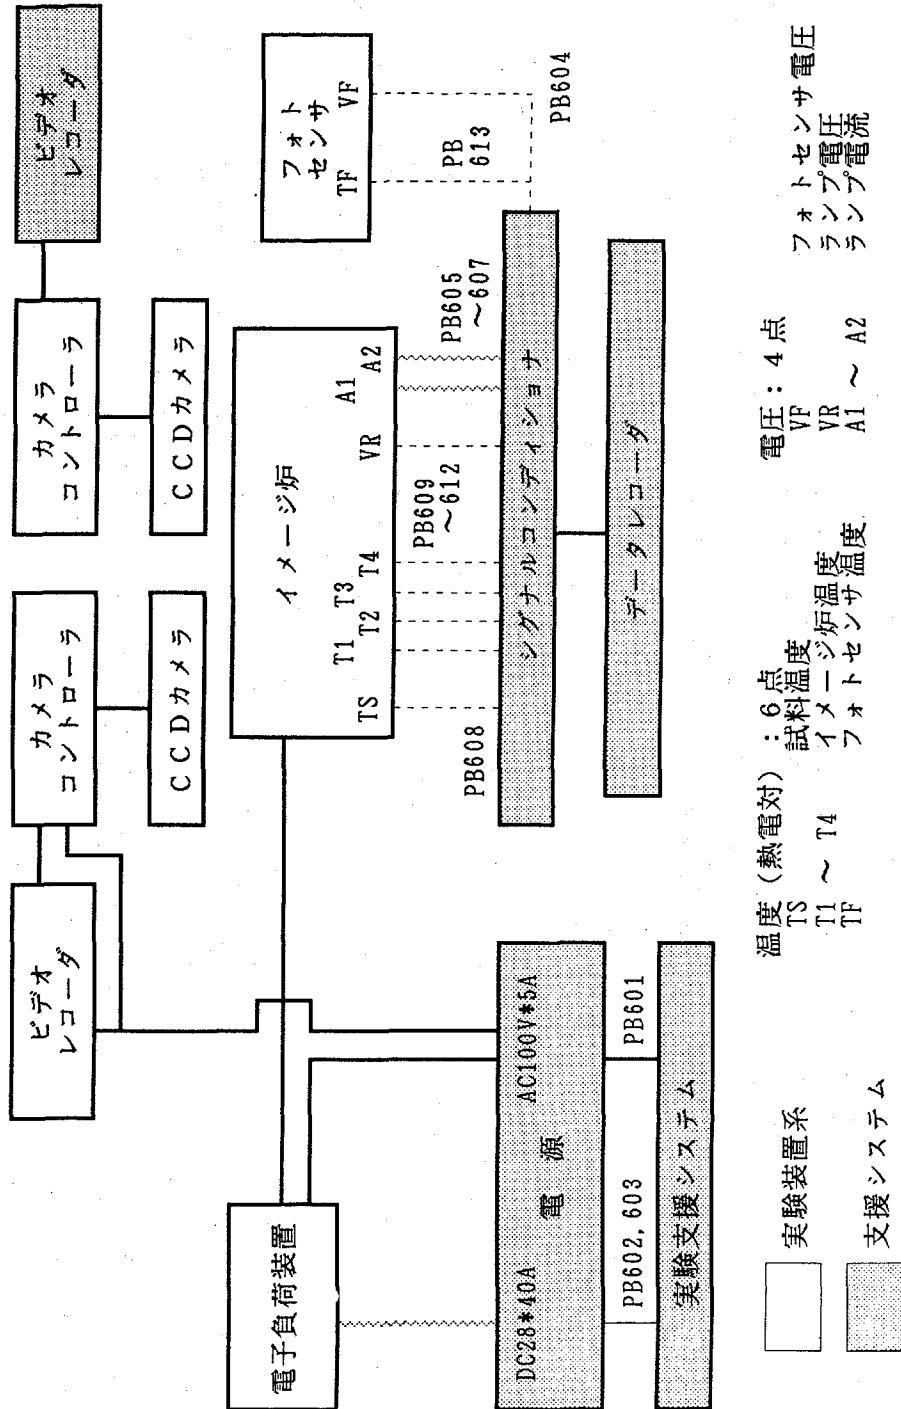 ビデオ
レコーダ
カメラ
コントローラ
カメラ
コントローラ
ビデオ
レコーダ
CCDカメラ
CCDカメラ
電子負荷装置
イメージ炉
TS
T1
T2
T3
T4
VR
A1
A2
フォト
センサ
TF
VF
PB608
PB609
～612
PB605
～607
PB
613
PB604
DC28*40A
電源
AC100V*5A
シグナルコンディショナ
PB602,603
PB601
データレコーダ
実験支援システム
実験装置系
支援システム
温度（熱電対）：6点
TS 試料温度
T1 ～ T4 イメージ炉温度
TF フォトセンサ温度
電圧：4点
VF フォトセンサ電圧
VR ランプ電圧
A1 ～ A2 ランプ電流